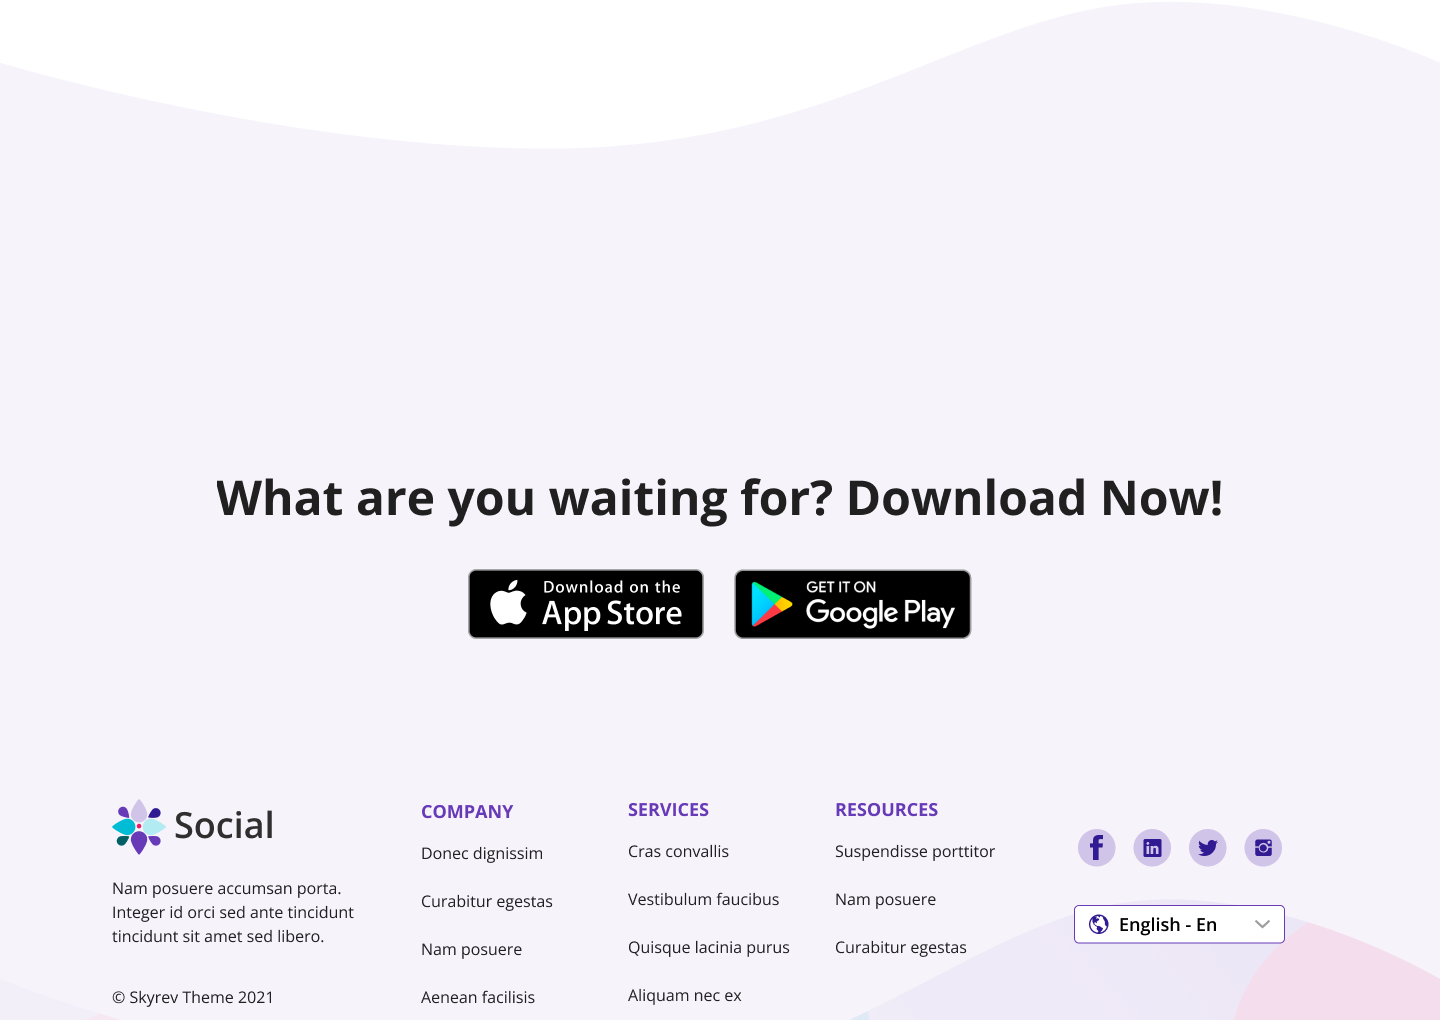 What are you waiting for? Download Now!
Download on the
App Store
GET IT ON
Google Play
Social
Nam posuere accumsan porta.
Integer id orci sed ante tincidunt
tincidunt sit amet sed libero.
© Skyrev Theme 2021
COMPANY
Donec dignissim
Curabitur egestas
Nam posuere
Aenean facilisis
SERVICES
Cras convallis
Vestibulum faucibus
Quisque lacinia purus
Aliquam nec ex
RESOURCES
Suspendisse porttitor
Nam posuere
Curabitur egestas
English - En